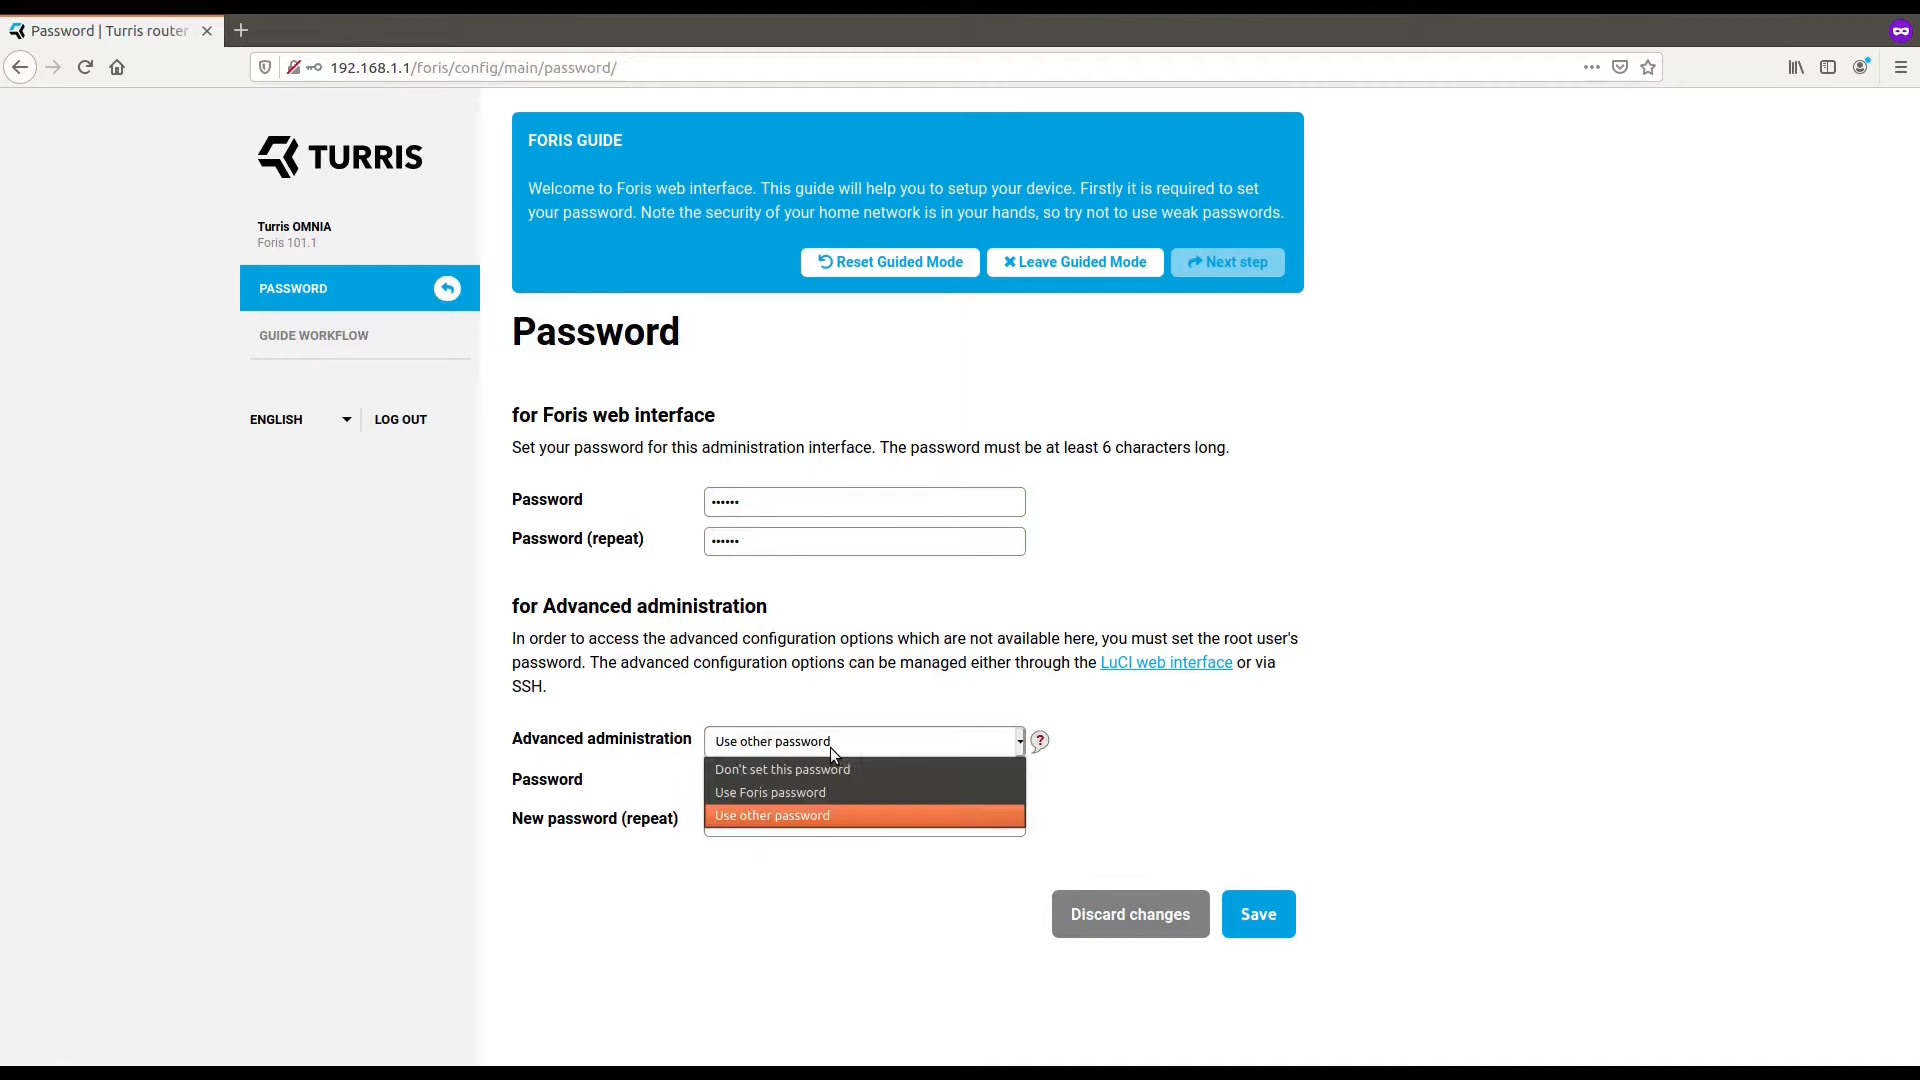 Password | Turris router
192.168.1.1/foris/config/main/password/
TURRIS
Turris OMNIA
Foris 101.1
PASSWORD
GUIDE WORKFLOW
ENGLISH
LOG OUT
FORIS GUIDE
Welcome to Foris web interface. This guide will help you to setup your device. Firstly it is required to set
your password. Note the security of your home network is in your hands, so try not to use weak passwords.
Reset Guided Mode
Leave Guided Mode
Next step
Password
for Foris web interface
Set your password for this administration interface. The password must be at least 6 characters long.
Password
••••••
Password (repeat)
••••••
for Advanced administration
In order to access the advanced configuration options which are not available here, you must set the root user's
password. The advanced configuration options can be managed either through the LuCI web interface or via
SSH.
Advanced administration
Use other password
?
Don't set this password
Password
Use Foris password
Use other password
New password (repeat)
Discard changes
Save